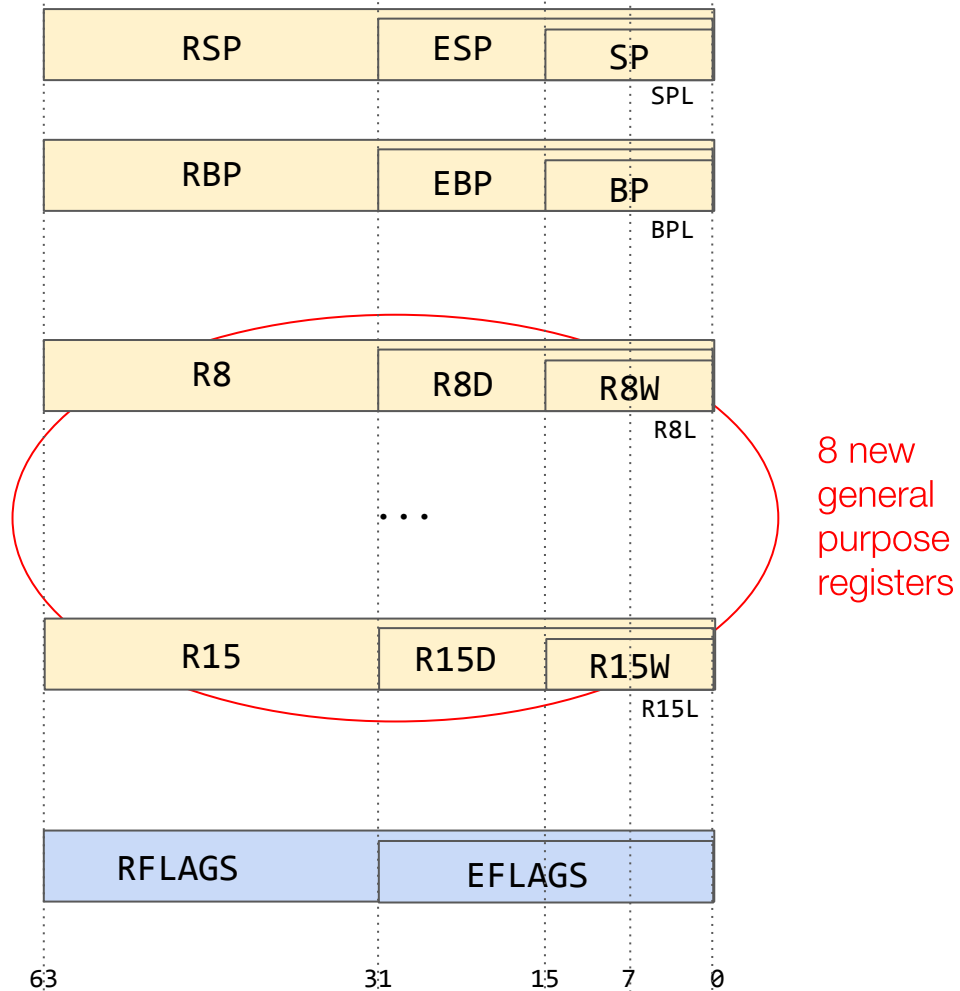 RSP ESP SP
SPL
RBP EBP BP
BPL
R8 R8D R8W
R8L
8 new
general
purpose
registers
...
R15 R15D R15W
R15L
RFLAGS EFLAGS
63 31 15 7 0